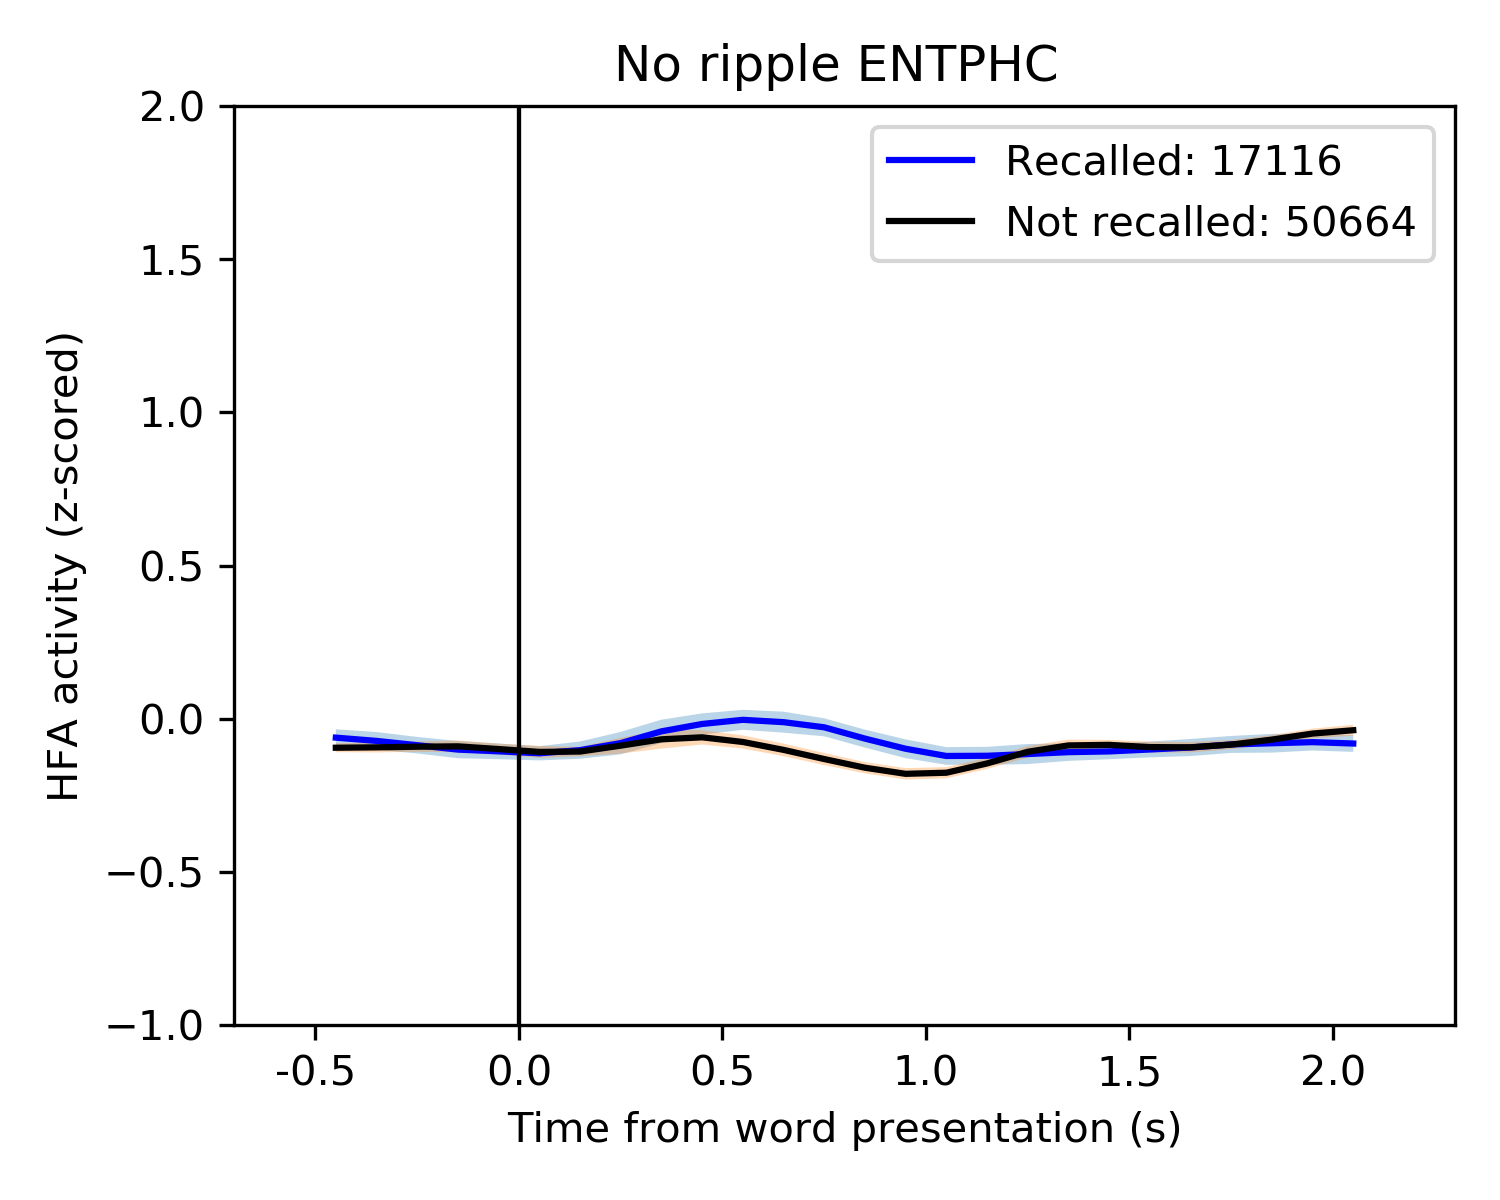 No ripple ENTPHC
Recalled: 17116
Not recalled: 50664
HFA activity (z-scored)
2.0
1.5
1.0
0.5
0.0
−0.5
−1.0
-0.5
0.0
0.5
1.0
1.5
2.0
Time from word presentation (s)